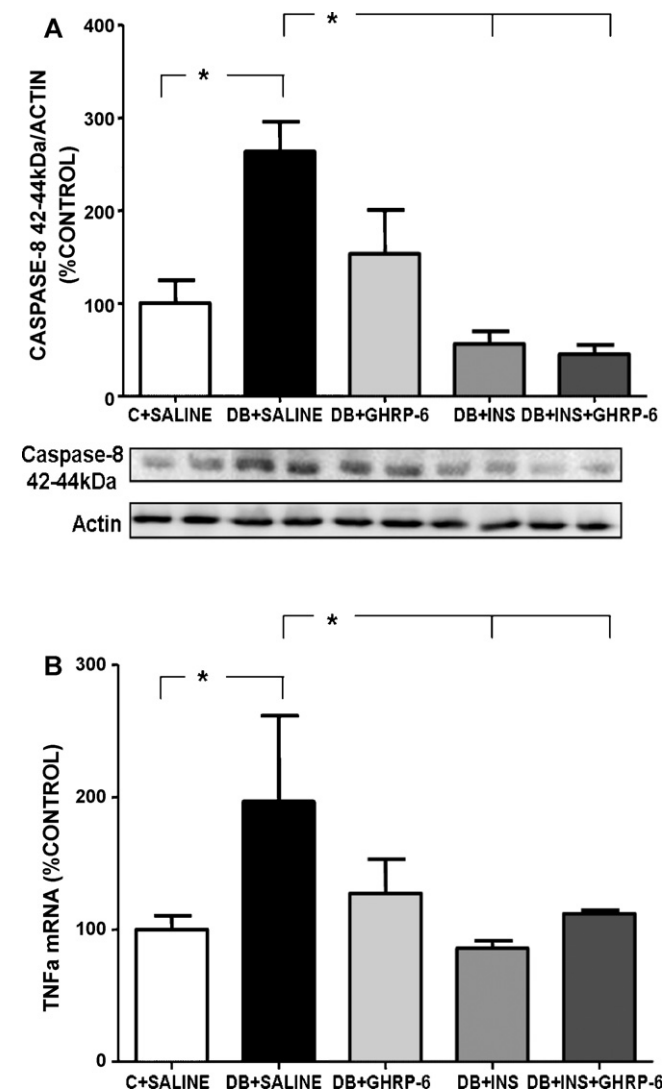 A
CASPASE-8 42-44kDa/ACTIN
(%CONTROL)
400
300
200
100
0
*
*
C+SALINE DB+SALINE DB+GHRP-6 DB+INS DB+INS+GHRP-6
Caspase-8
42-44kDa
Actin
B
TNFa mRNA (%CONTROL)
300
200
100
0
*
*
C+SALINE DB+SALINE DB+GHRP-6 DB+INS DB+INS+GHRP-6